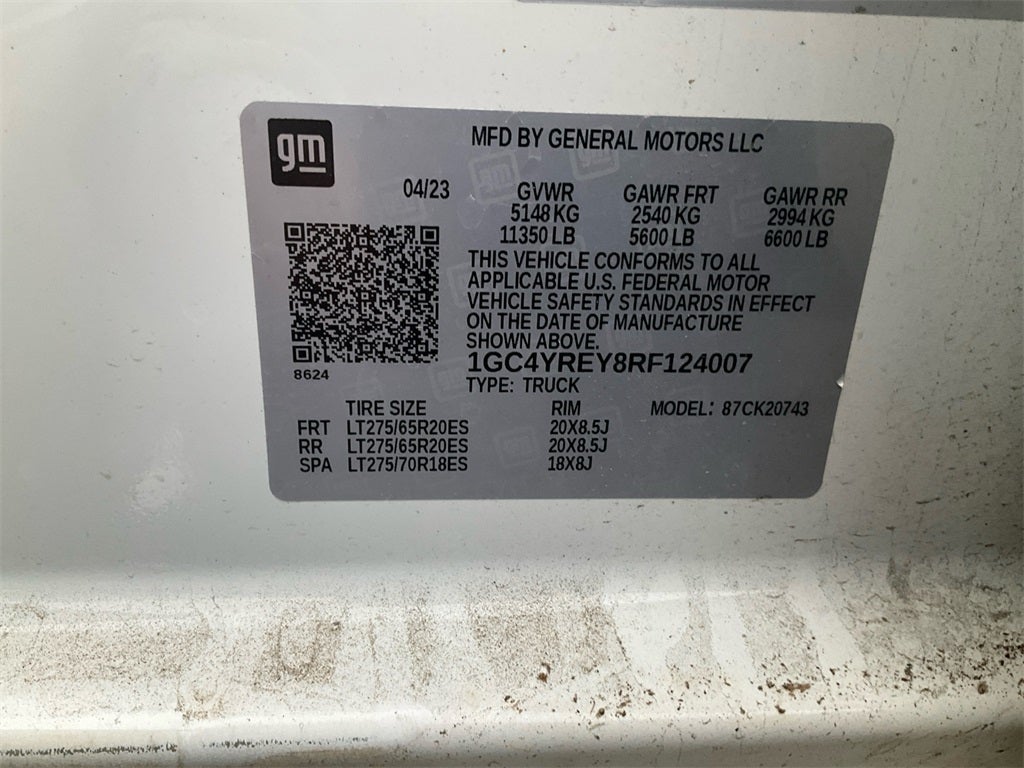 gm
MFD BY GENERAL MOTORS LLC
04/23 GVWR GAWR FRT GAWR RR
5148 KG 2540 KG 2994 KG
11350 LB 5600 LB 6600 LB
THIS VEHICLE CONFORMS TO ALL
APPLICABLE U.S. FEDERAL MOTOR
VEHICLE SAFETY STANDARDS IN EFFECT
ON THE DATE OF MANUFACTURE
SHOWN ABOVE.
1GC4YREY8RF124007
8624
TYPE: TRUCK
TIRE SIZE RIM MODEL: 87CK20743
FRT LT275/65R20ES 20X8.5J
RR LT275/65R20ES 20X8.5J
SPA LT275/70R18ES 18X8J